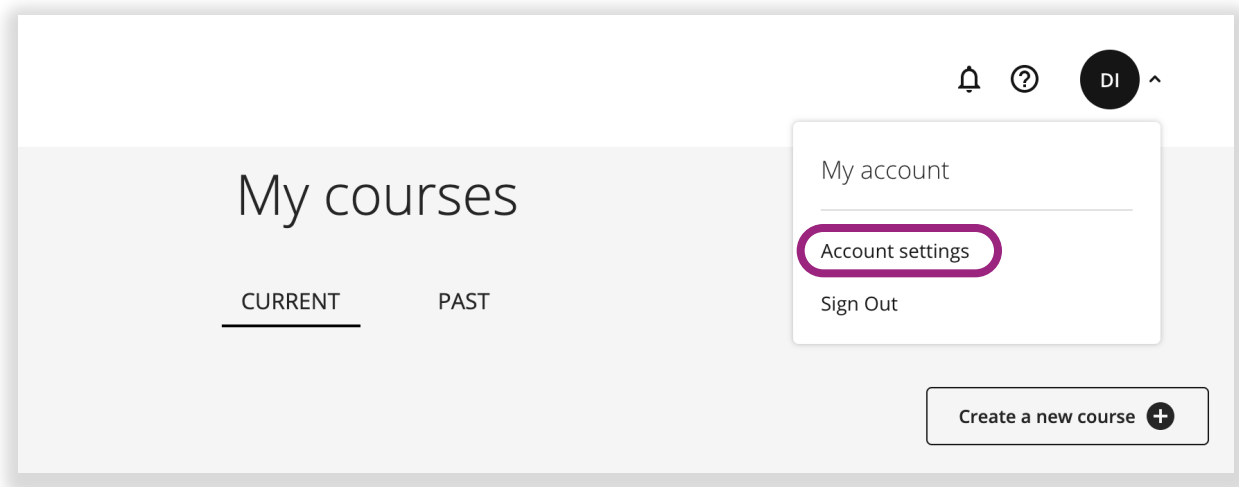 DI
My account
My courses
Account settings
CURRENT PAST
Sign Out
Create a new course